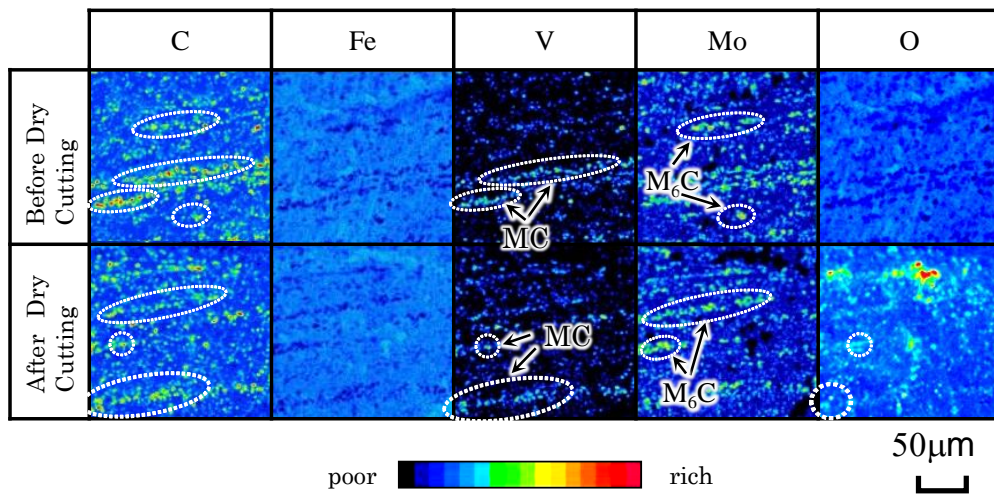 C Fe V Mo O
Before Dry
Cutting
M₆C
MC
After Dry
Cutting
MC
M₆C
50μm
poor rich